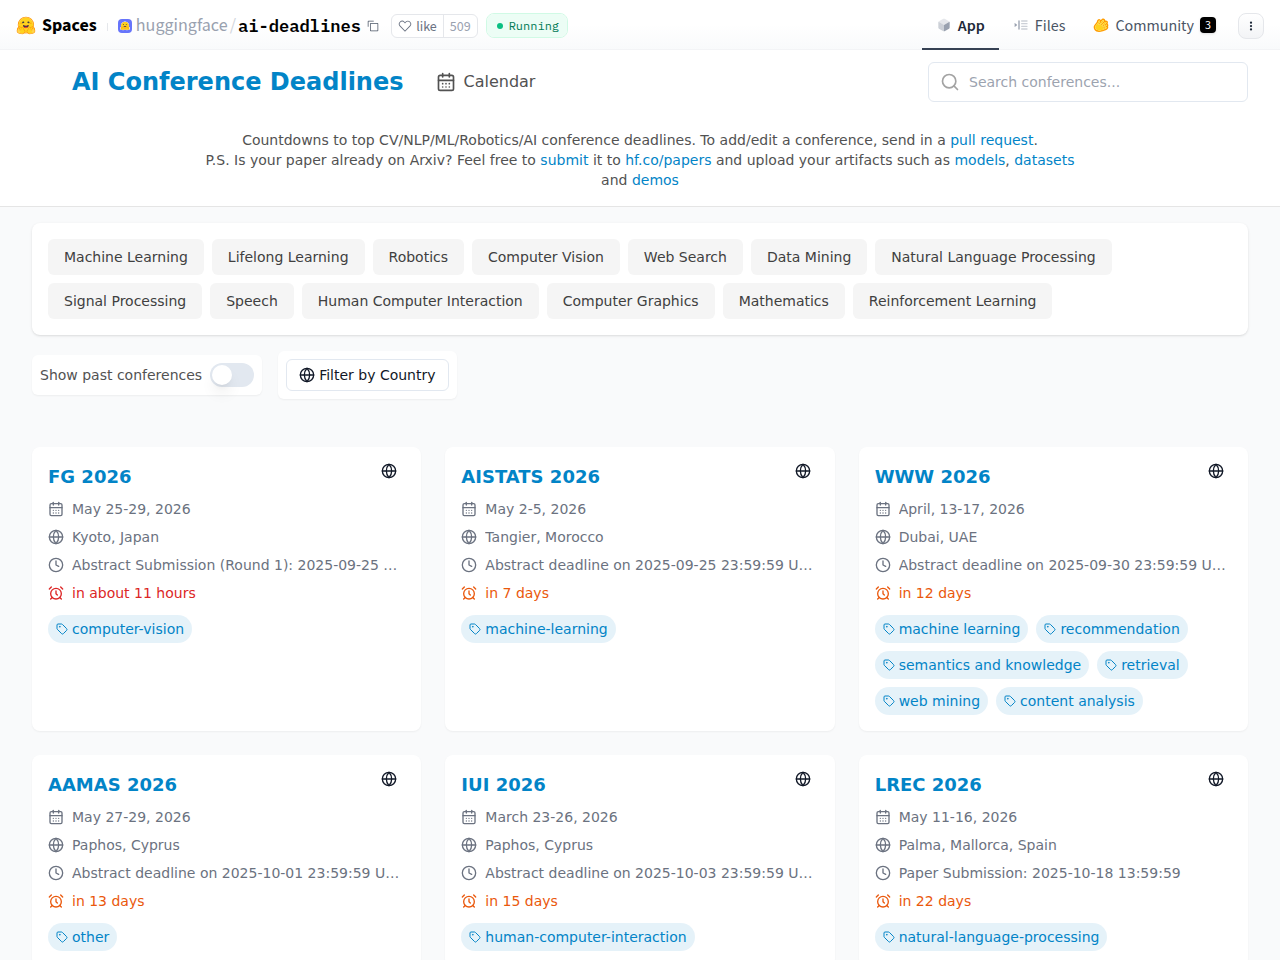 Spaces
huggingface/ai-deadlines
like 509
Running
App
Files
Community 3
AI Conference Deadlines
Calendar
Search conferences...
Countdowns to top CV/NLP/ML/Robotics/AI conference deadlines. To add/edit a conference, send in a pull request.
P.S. Is your paper already on Arxiv? Feel free to submit it to hf.co/papers and upload your artifacts such as models, datasets
and demos
Machine Learning Lifelong Learning Robotics Computer Vision Web Search Data Mining Natural Language Processing
Signal Processing Speech Human Computer Interaction Computer Graphics Mathematics Reinforcement Learning
Show past conferences
Filter by Country
FG 2026
May 25-29, 2026
Kyoto, Japan
Abstract Submission (Round 1): 2025-09-25 ...
in about 11 hours
computer-vision
AISTATS 2026
May 2-5, 2026
Tangier, Morocco
Abstract deadline on 2025-09-25 23:59:59 U...
in 7 days
machine-learning
WWW 2026
April, 13-17, 2026
Dubai, UAE
Abstract deadline on 2025-09-30 23:59:59 U...
in 12 days
machine learning recommendation
semantics and knowledge retrieval
web mining content analysis
AAMAS 2026
May 27-29, 2026
Paphos, Cyprus
Abstract deadline on 2025-10-01 23:59:59 U...
in 13 days
other
IUI 2026
March 23-26, 2026
Paphos, Cyprus
Abstract deadline on 2025-10-03 23:59:59 U...
in 15 days
human-computer-interaction
LREC 2026
May 11-16, 2026
Palma, Mallorca, Spain
Paper Submission: 2025-10-18 13:59:59
in 22 days
natural-language-processing